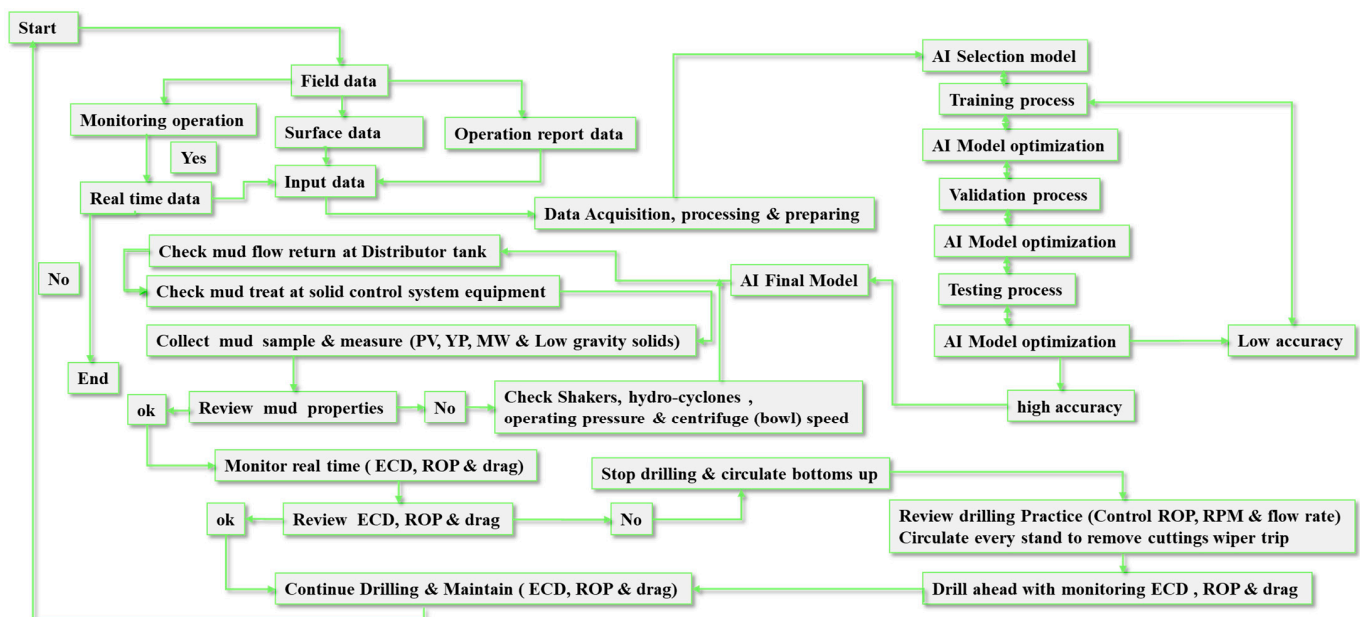 Start
Field data
Monitoring operation
Surface data
Operation report data
Yes
Real time data
Input data
Data Acquisition, processing & preparing
AI Selection model
Training process
AI Model optimization
Validation process
AI Model optimization
Testing process
AI Model optimization
Low accuracy
high accuracy
AI Final Model
No
End
Check mud flow return at Distributor tank
Check mud treat at solid control system equipment
Collect mud sample & measure (PV, YP, MW & Low gravity solids)
ok
Review mud properties
No
Check Shakers, hydro-cyclones ,
operating pressure & centrifuge (bowl) speed
Monitor real time ( ECD, ROP & drag)
ok
Review ECD, ROP & drag
No
Stop drilling & circulate bottoms up
Review drilling Practice (Control ROP, RPM & flow rate)
Circulate every stand to remove cuttings wiper trip
Drill ahead with monitoring ECD , ROP & drag
Continue Drilling & Maintain ( ECD, ROP & drag)